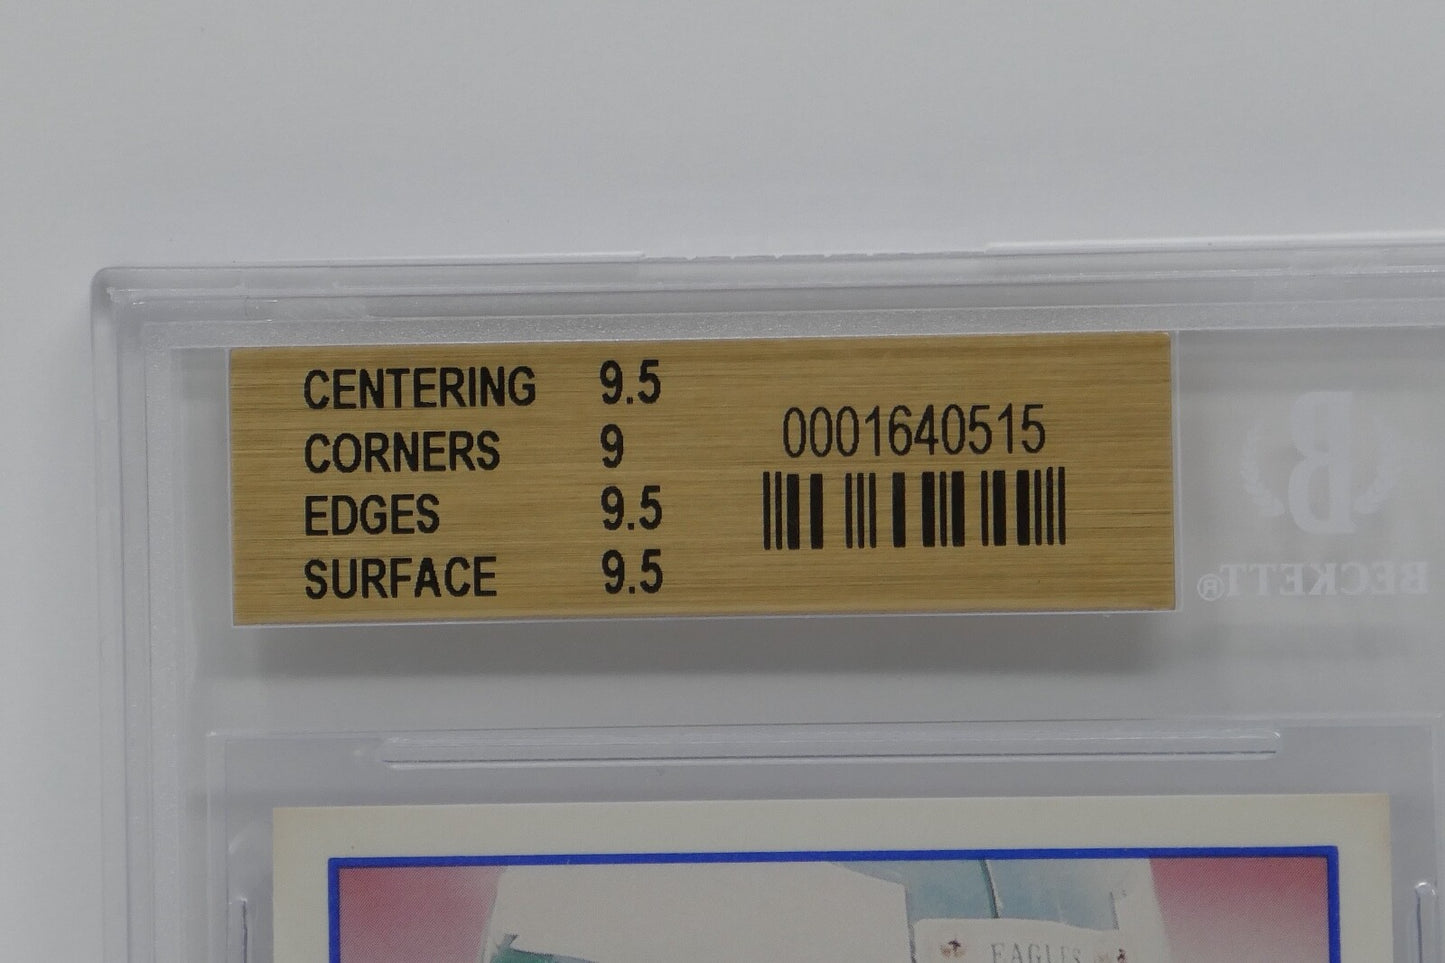 CENTERING 9.5
CORNERS 9
EDGES 9.5
SURFACE 9.5
0001640515
BECKETT®
EAGLES